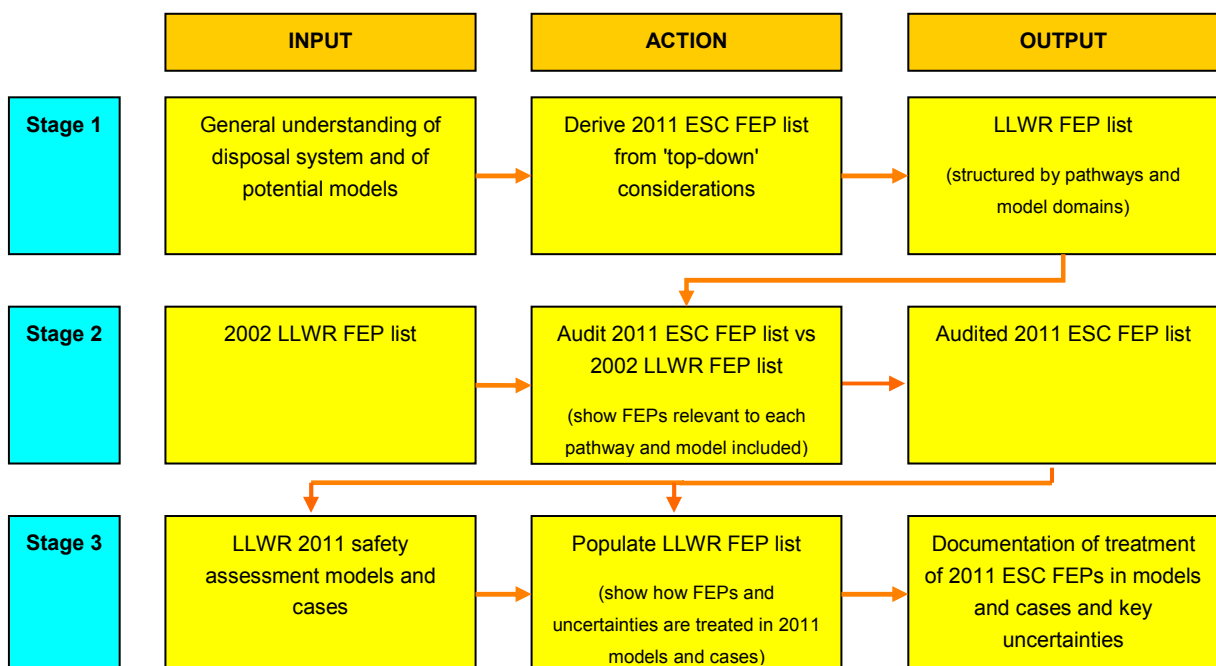 INPUT
ACTION
OUTPUT
Stage 1
General understanding of
disposal system and of
potential models
Derive 2011 ESC FEP list
from 'top-down'
considerations
LLWR FEP list
(structured by pathways and
model domains)
Stage 2
2002 LLWR FEP list
Audit 2011 ESC FEP list vs
2002 LLWR FEP list
(show FEPs relevant to each
pathway and model included)
Audited 2011 ESC FEP list
Stage 3
LLWR 2011 safety
assessment models and
cases
Populate LLWR FEP list
(show how FEPs and
uncertainties are treated in 2011
models and cases)
Documentation of treatment
of 2011 ESC FEPs in models
and cases and key
uncertainties